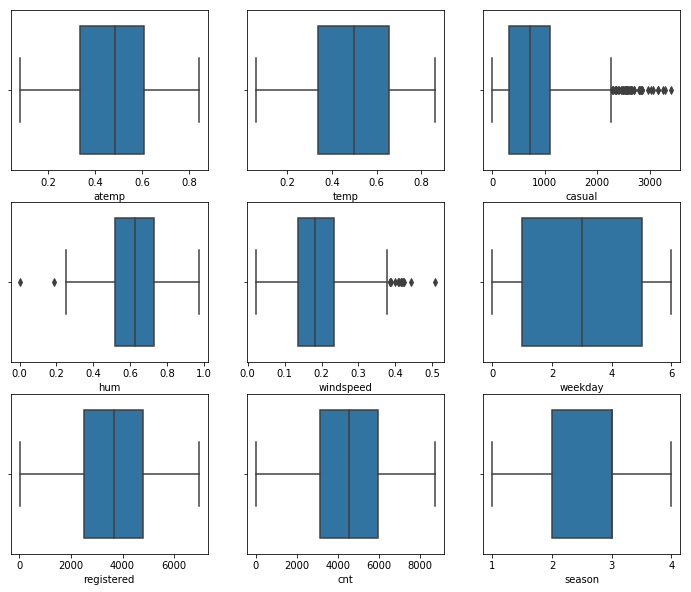 0.2 0.4 0.6 0.8
atemp
0.2 0.4 0.6 0.8
temp
0 1000 2000 3000
casual
0.0 0.2 0.4 0.6 0.8 1.0
hum
0.0 0.1 0.2 0.3 0.4 0.5
windspeed
0 2 4 6
weekday
0 2000 4000 6000
registered
0 2000 4000 6000 8000
cnt
1 2 3 4
season